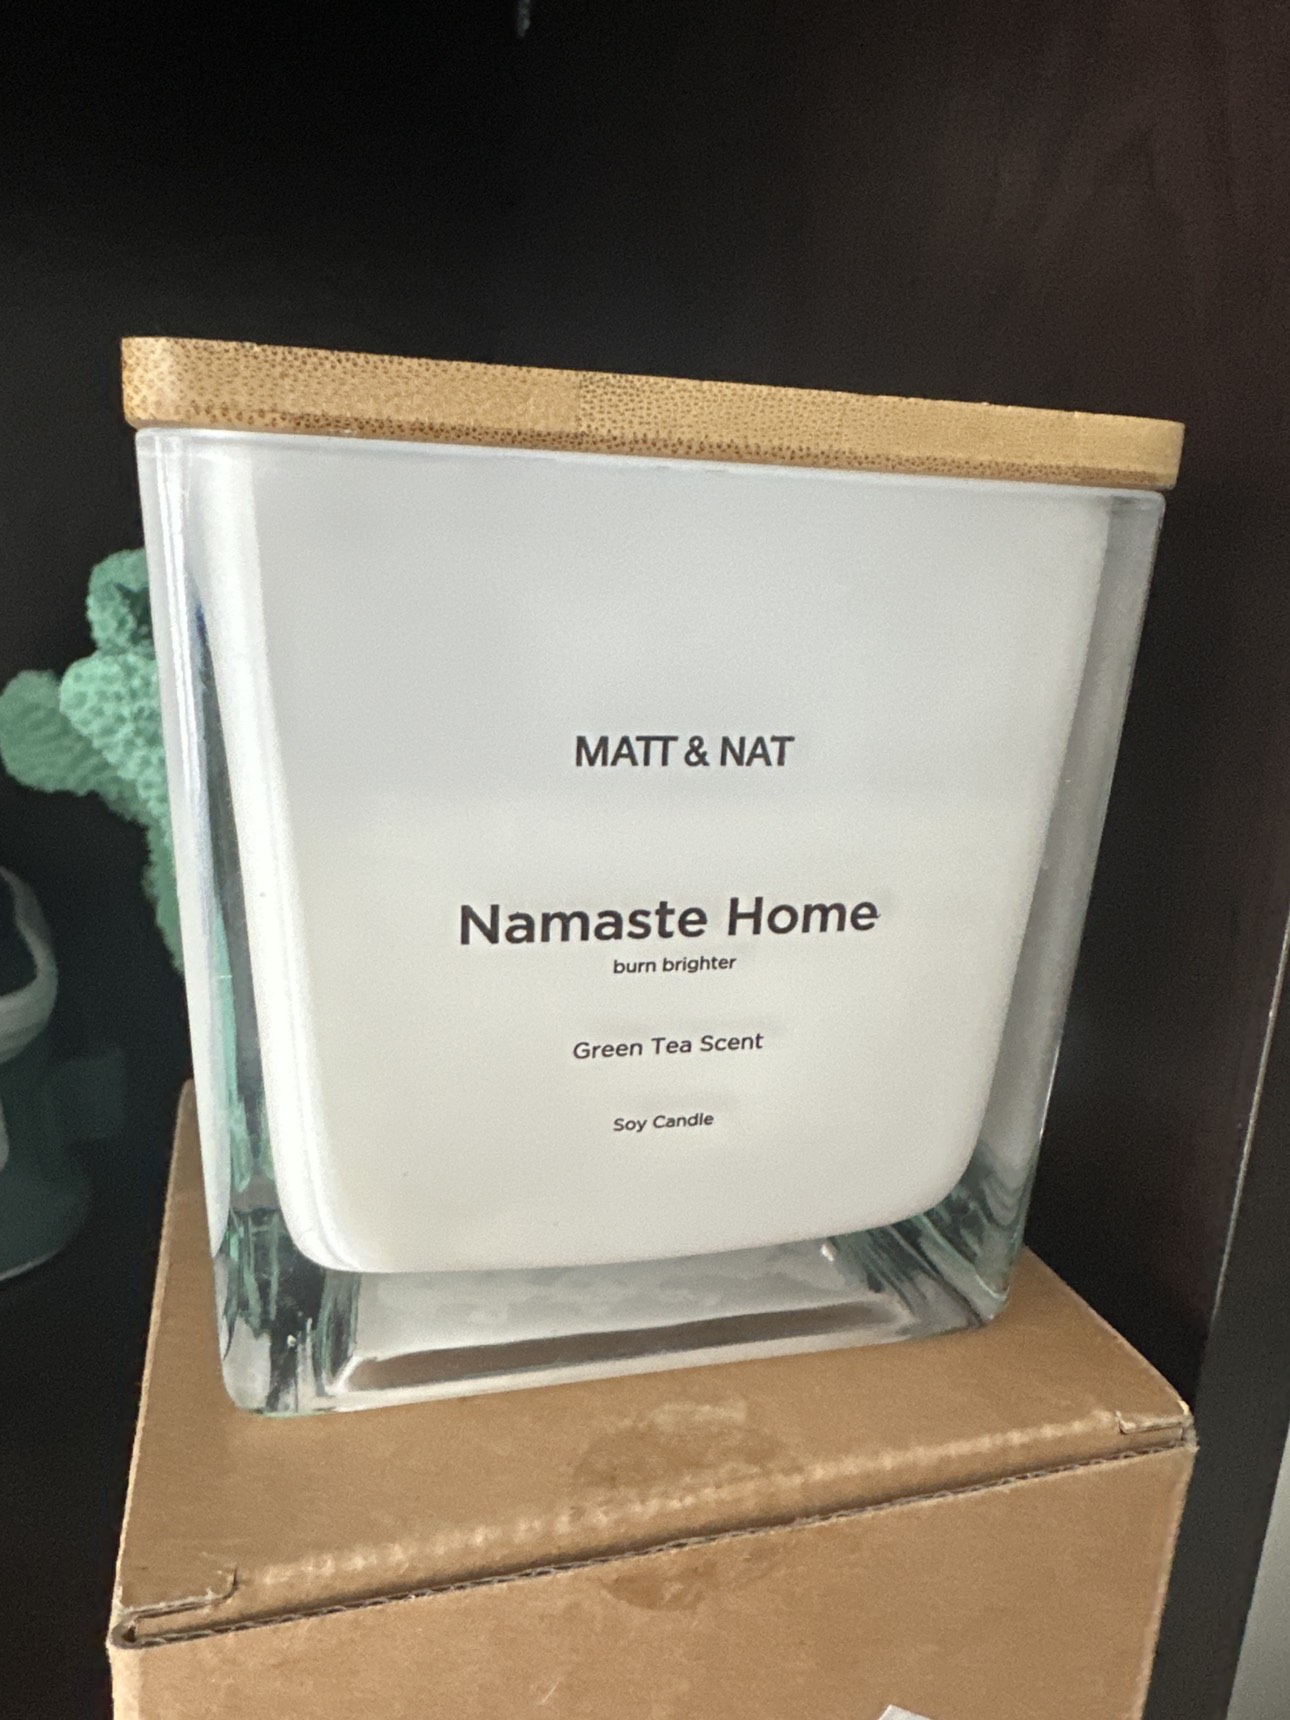 MATT & NAT
Namaste Home
burn brighter
Green Tea Scent
Soy Candle